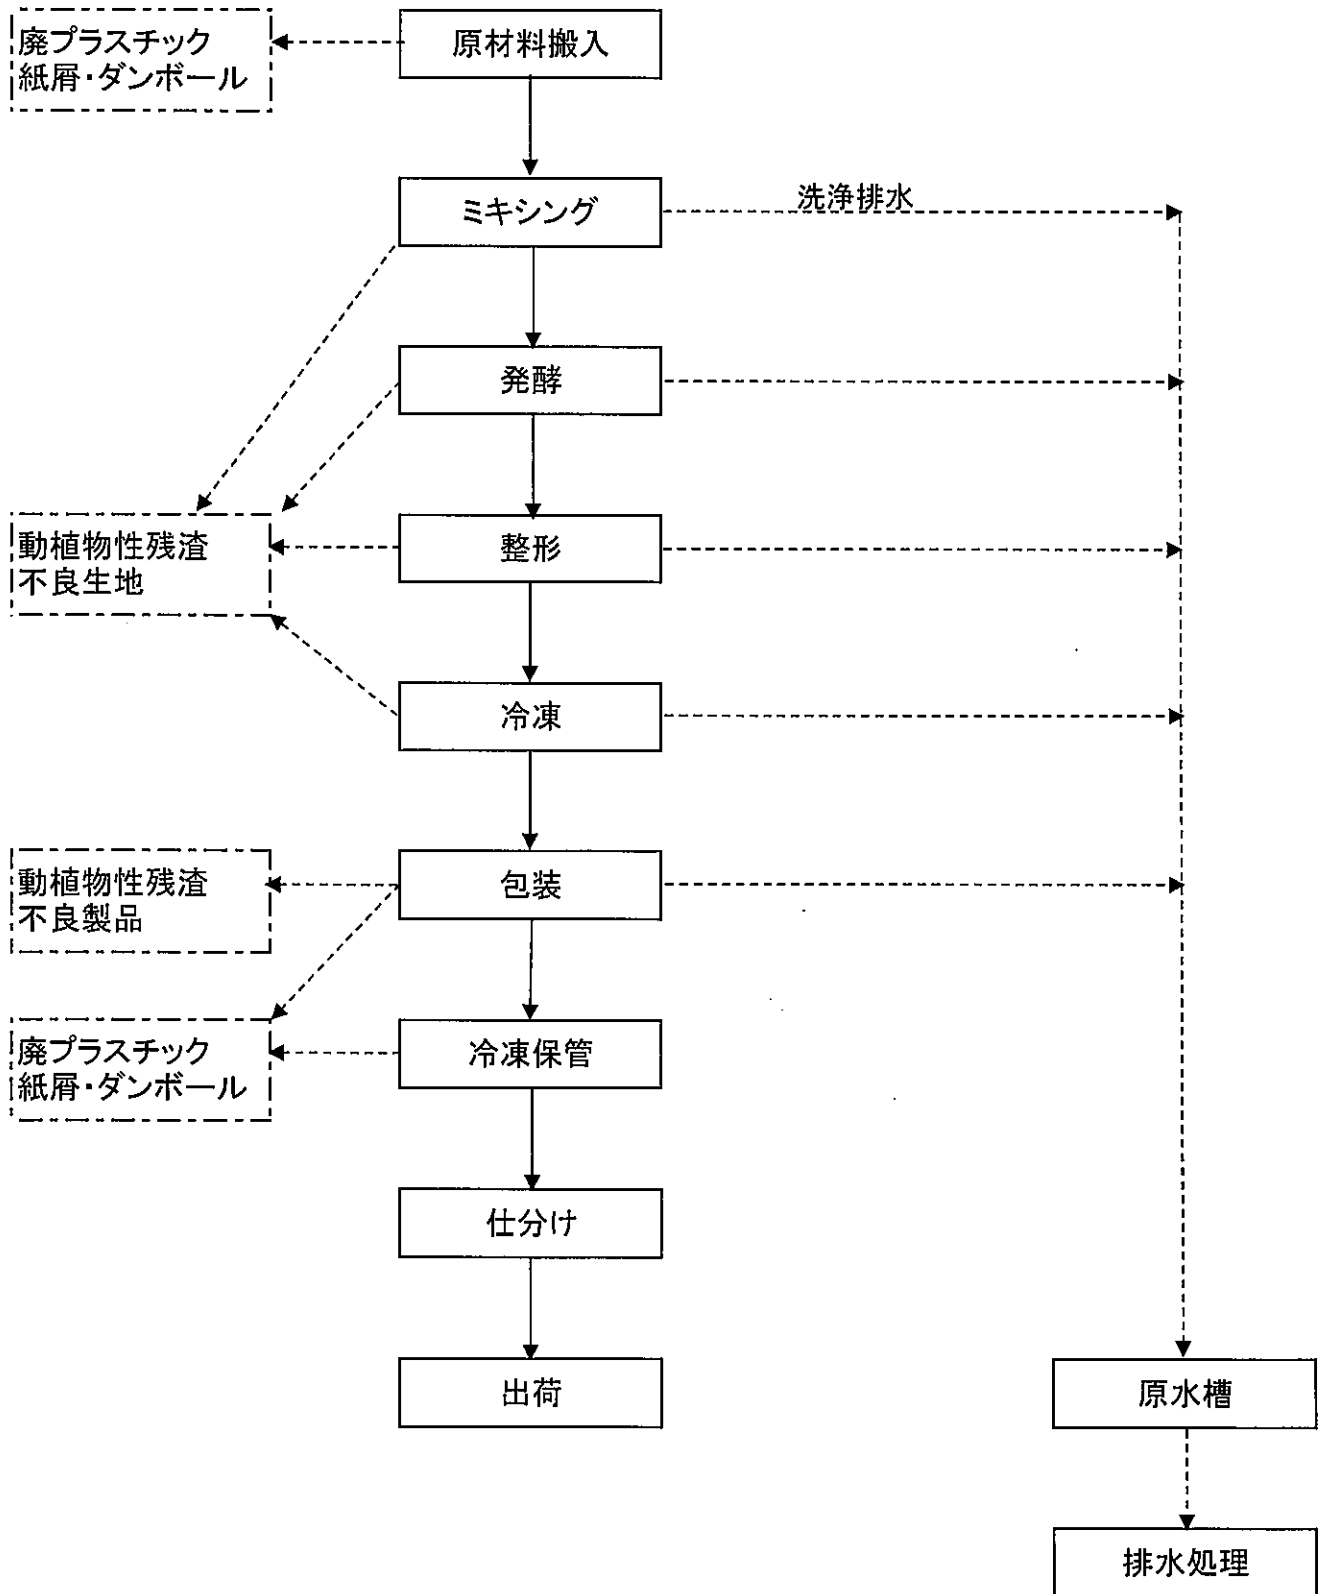 廃プラスチック
紙屑・ダンボール
原材料搬入
ミキシング
洗浄排水
発酵
動植物性残渣
不良生地
整形
冷凍
動植物性残渣
不良製品
包装
廃プラスチック
紙屑・ダンボール
冷凍保管
仕分け
出荷
原水槽
排水処理